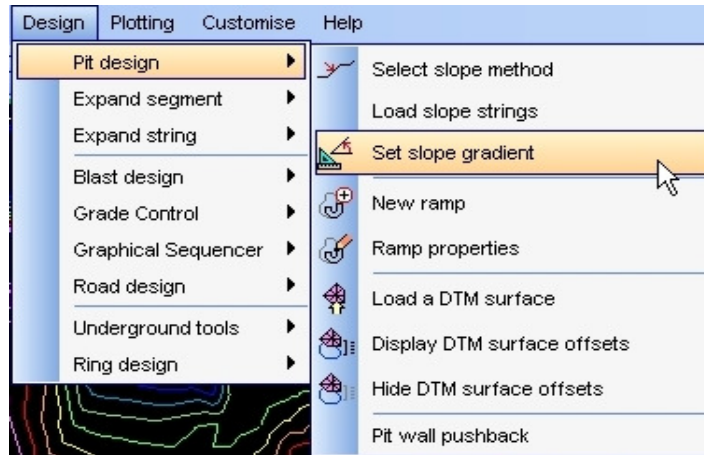 Design Plotting Customise Help
Pit design
Expand segment
Expand string
Blast design
Grade Control
Graphical Sequencer
Road design
Underground tools
Ring design
Select slope method
Load slope strings
Set slope gradient
New ramp
Ramp properties
Load a DTM surface
Display DTM surface offsets
Hide DTM surface offsets
Pit wall pushback